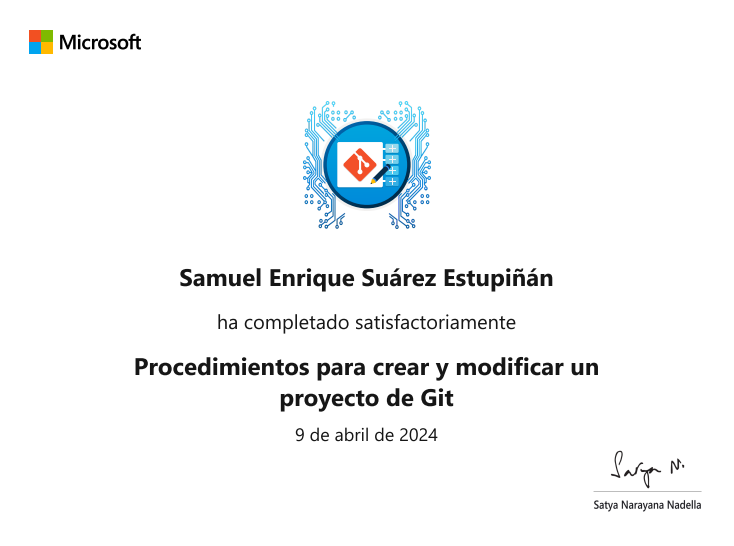 Microsoft
Samuel Enrique Suárez Estupiñán
ha completado satisfactoriamente
Procedimientos para crear y modificar un
proyecto de Git
9 de abril de 2024
Satya N.
Satya Narayana Nadella